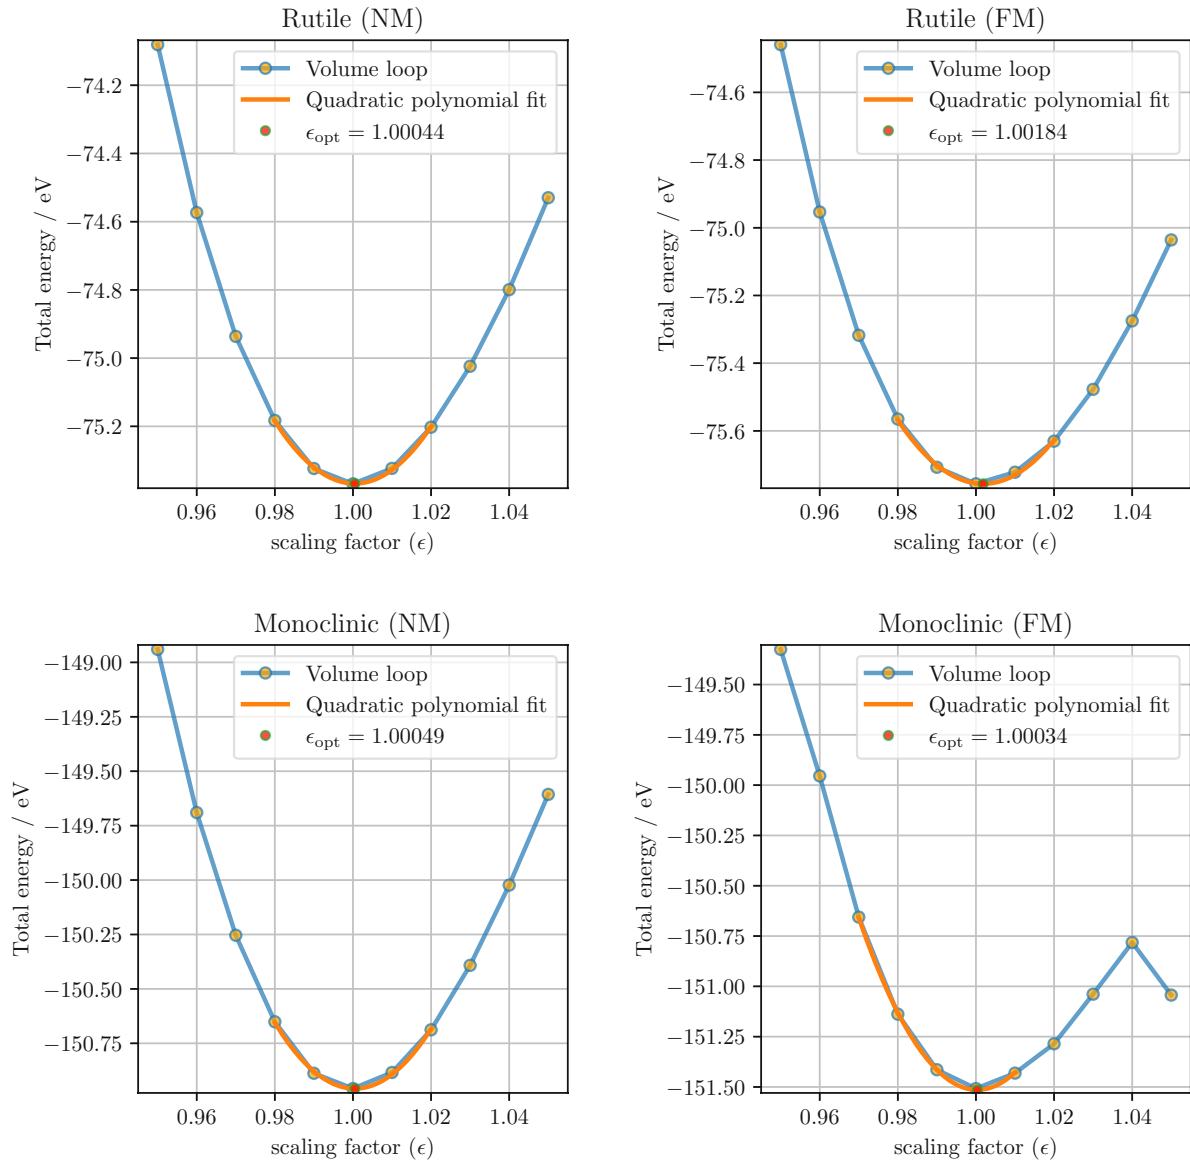 Rutile (NM)
Volume loop
Quadratic polynomial fit
ϵopt = 1.00044
Total energy / eV
−74.2
−74.4
−74.6
−74.8
−75.0
−75.2
0.96 0.98 1.00 1.02 1.04
scaling factor (ϵ)
Rutile (FM)
Volume loop
Quadratic polynomial fit
ϵopt = 1.00184
Total energy / eV
−74.6
−74.8
−75.0
−75.2
−75.4
−75.6
0.96 0.98 1.00 1.02 1.04
scaling factor (ϵ)
Monoclinic (NM)
Volume loop
Quadratic polynomial fit
ϵopt = 1.00049
Total energy / eV
−149.00
−149.25
−149.50
−149.75
−150.00
−150.25
−150.50
−150.75
0.96 0.98 1.00 1.02 1.04
scaling factor (ϵ)
Monoclinic (FM)
Volume loop
Quadratic polynomial fit
ϵopt = 1.00034
Total energy / eV
−149.50
−149.75
−150.00
−150.25
−150.50
−150.75
−151.00
−151.25
−151.50
0.96 0.98 1.00 1.02 1.04
scaling factor (ϵ)